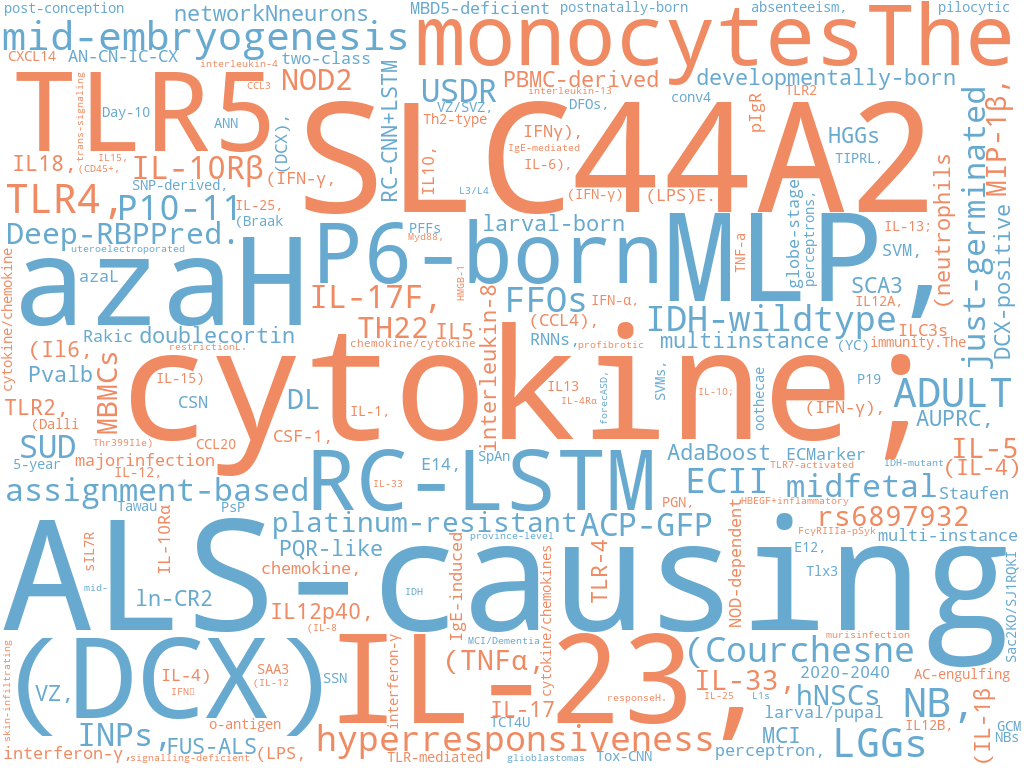 post-conception
networkNneurons.
MBD5-deficient
postnatally-born
absenteeism,
pilocytic
mid-embryogenesis
monocytesThe
CXCL14
AN-CN-IC-CX
interleukin-4
two-class
TLR5
trans-signaling
CCL3
NOD2
RC-CNN+LSTM
USDR
PBMC-derived
developmentally-born
interleukin-13
TLR2
Day-10
ANN
(DCX),
SLC44A2
VZ/SVZ,
DFOs,
conv4
pIgR
Th2-type
IFNγ),
HGGs
just-germinated
MIP-1β,
IL18,
IL15,
(CD45+,
IL-10Rβ
(IFN-γ,
IL10,
IgE-mediated
IL-6),
TIPRL,
SNP-derived,
L3/L4
(IFN-γ)
(LPS)E.
TLR4,
P10-11
IL-25,
(Braak
PFFs
Myd88,
larval-born
globe-stage
perceptrons,
(neutrophils
DCX-positive
IL-13;
Deep-RBPPred.
uteroelectroporated
azaH
P6-born
MLP,
TNF-a
SVM,
cytokine/chemokine
azaL
HMGB-1
SCA3
IL-17F,
interleukin-8
FFOs
IFN-α,
IL12A,
IDH-wildtype,
ILC3s
Rakic
doublecortin
TH22
IL5
(CCL4),
restrictionL.
chemokine/cytokine
RNNs,
profibrotic
multiinstance
(YC)
immunity.The
(Il6,
Pvalb
MBMCs
cytokine;
IL-15)
IL13
IL-4Rα
forecASD,
SVMs,
IL-10;
oothecae
P19
ADULT
CSN
DL
IL-1,
TLR2,
(Dalli
(IFN-γ),
AUPRC,
SUD
Thr399Ile)
CCL20
CSF-1,
IL-5
5-year
majorinfection
IL-12,
E14,
SpAn
AdaBoost
ECMarker
TLR7-activated
IDH-mutant
(IL-4)
assignment-based
RC-LSTM
IL-33
ECII
midfetal
Staufen
Tawau
PsP
PGN,
HBEGF+inflammatory
sIL7R
IL-10Rα
platinum-resistant
ACP-GFP
rs6897932
ALS-causing
PQR-like
IgE-induced
province-level
cytokine/chemokines
TLR-4
NOD-dependent
FcγRIIIa-pSyk
multi-instance
E12,
chemokine,
Tlx3
Sac2KO/SJ1RQKI
mid-
ln-CR2
IDH
IL12p40,
(IL-8
MCI/Dementia
murisinfection
skin-infiltrating
(DCX)
IL-23,
interferon-γ
(TNFα,
(Courchesne
IL-4)
SAA3
(IL-12
SSN
IL-33,
2020-2040
AC-engulfing
VZ,
IL-17
responseH.
IL-25
L1s
hNSCs
NB,
(IL-1β
o-antigen
TCT4U
larval/pupal
IL12B,
GCM
INPs,
FUS-ALS
hyperresponsiveness
MCI
LGGs
NBs
interferon-γ,
signalling-deficient
(LPS,
TLR-mediated
glioblastomas
Tox-CNN
perceptron,